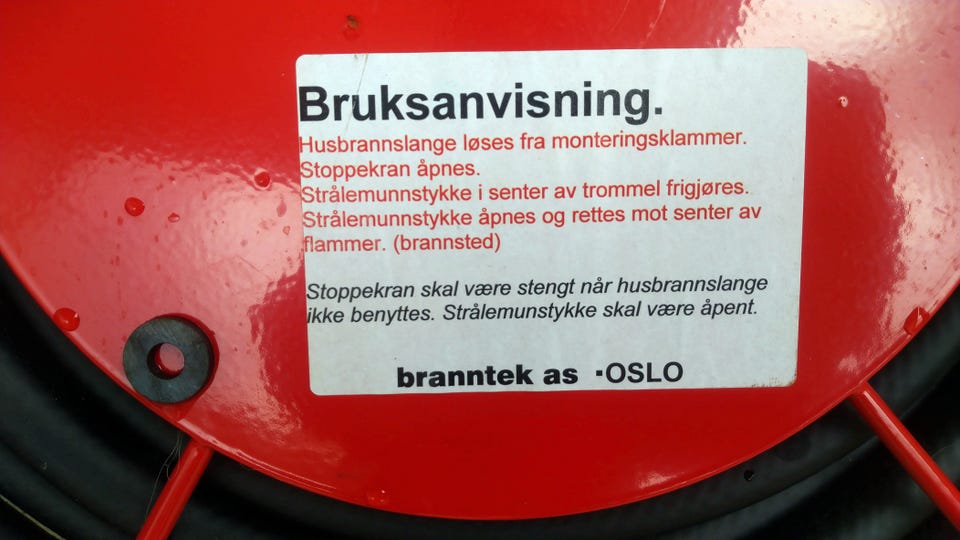 Bruksanvisning.
Husbrannslange løses fra monteringsklammer.
Stoppekran åpnes.
Strålemunnstykke i senter av trommel frigjøres.
Strålemunnstykke åpnes og rettes mot senter av
flammer. (brannsted)
Stoppekran skal være stengt når husbrannslange
ikke benyttes. Strålemunstykke skal være åpent.
branntek as ·OSLO